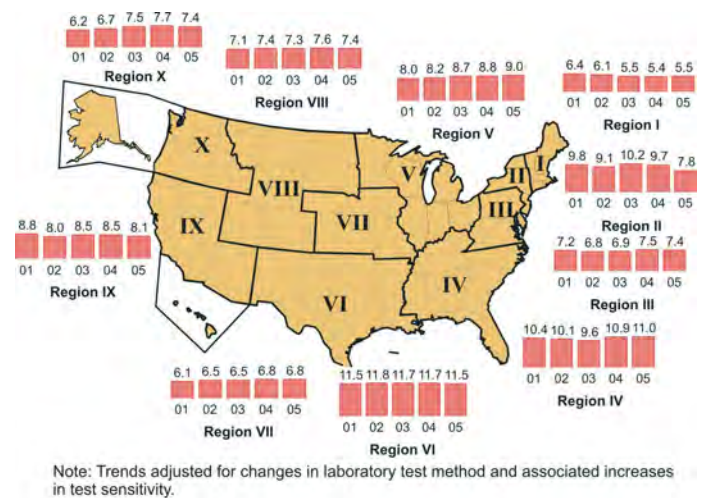 6.2 6.7 7.5 7.7 7.4
01 02 03 04 05
Region X
7.1 7.4 7.3 7.6 7.4
01 02 03 04 05
Region VIII
8.0 8.2 8.7 8.8 9.0
01 02 03 04 05
Region V
6.4 6.1 5.5 5.4 5.5
01 02 03 04 05
Region I
9.8 9.1 10.2 9.7 7.8
01 02 03 04 05
Region II
7.2 6.8 6.9 7.5 7.4
01 02 03 04 05
Region III
8.8 8.0 8.5 8.5 8.1
01 02 03 04 05
Region IX
X
VIII
V
I
II
III
IX
VII
IV
VI
10.4 10.1 9.6 10.9 11.0
01 02 03 04 05
Region IV
6.1 6.5 6.5 6.8 6.8
01 02 03 04 05
Region VII
11.5 11.8 11.7 11.7 11.5
01 02 03 04 05
Region VI
Note: Trends adjusted for changes in laboratory test method and associated increases
in test sensitivity.